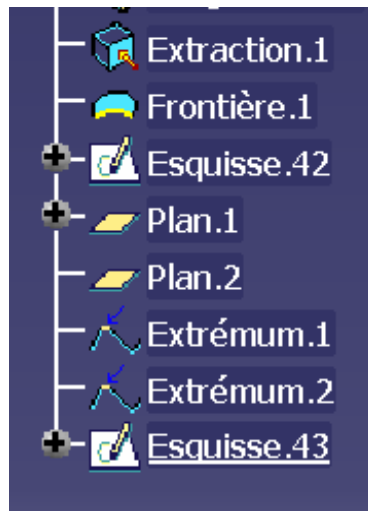 Extraction.1
Frontière.1
Esquisse.42
Plan.1
Plan.2
Extrémum.1
Extrémum.2
Esquisse.43